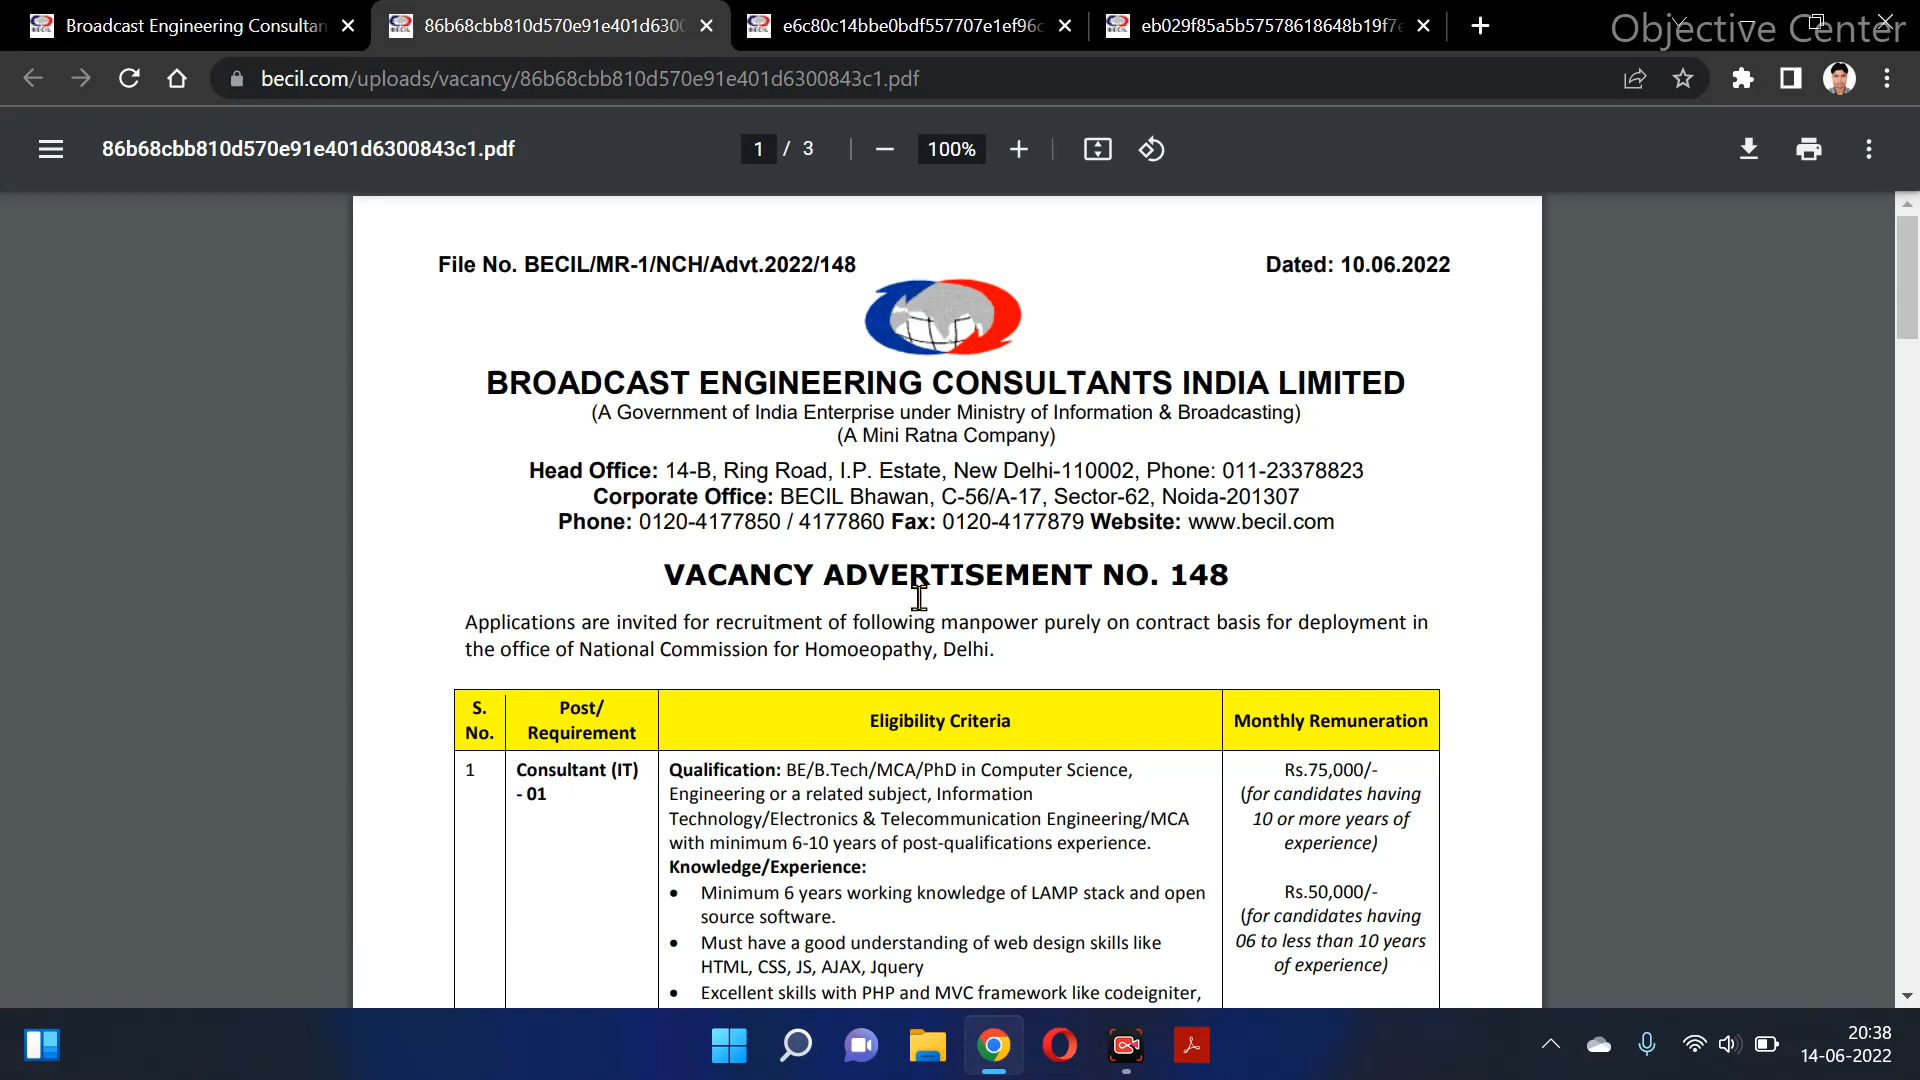 Broadcast Engineering Consultan
86b68cbb810d570e91e401d6300
e6c80c14bbe0bdf557707e1ef96c
eb029f85a5b57578618648b19f7e
Objective Center
becil.com/uploads/vacancy/86b68cbb810d570e91e401d6300843c1.pdf
86b68cbb810d570e91e401d6300843c1.pdf
1 / 3
100%
File No. BECIL/MR-1/NCH/Advt.2022/148
Dated: 10.06.2022
BROADCAST ENGINEERING CONSULTANTS INDIA LIMITED
(A Government of India Enterprise under Ministry of Information & Broadcasting)
(A Mini Ratna Company)
Head Office: 14-B, Ring Road, I.P. Estate, New Delhi-110002, Phone: 011-23378823
Corporate Office: BECIL Bhawan, C-56/A-17, Sector-62, Noida-201307
Phone: 0120-4177850 / 4177860 Fax: 0120-4177879 Website: www.becil.com
VACANCY ADVERTISEMENT NO. 148
Applications are invited for recruitment of following manpower purely on contract basis for deployment in
the office of National Commission for Homoeopathy, Delhi.
S. No.
Post/ Requirement
Eligibility Criteria
Monthly Remuneration
1
Consultant (IT)
- 01
Qualification: BE/B.Tech/MCA/PhD in Computer Science,
Engineering or a related subject, Information
Technology/Electronics & Telecommunication Engineering/MCA
with minimum 6-10 years of post-qualifications experience.
Knowledge/Experience:
• Minimum 6 years working knowledge of LAMP stack and open
source software.
• Must have a good understanding of web design skills like
HTML, CSS, JS, AJAX, Jquery
• Excellent skills with PHP and MVC framework like codeigniter,
Rs.75,000/-
(for candidates having
10 or more years of
experience)
Rs.50,000/-
(for candidates having
06 to less than 10 years
of experience)
20:38
14-06-2022